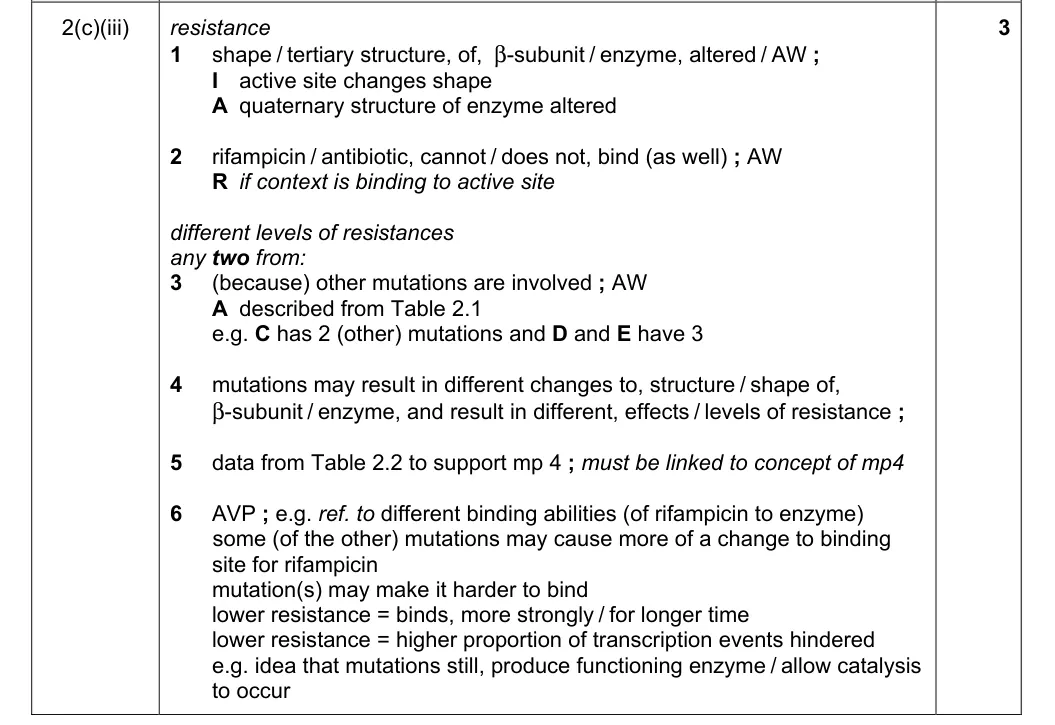 2(c)(iii) resistance 3
1 shape / tertiary structure, of, β-subunit / enzyme, altered / AW ;
I active site changes shape
A quaternary structure of enzyme altered
2 rifampicin / antibiotic, cannot / does not, bind (as well) ; AW
R if context is binding to active site
different levels of resistances
any two from:
3 (because) other mutations are involved ; AW
A described from Table 2.1
e.g. C has 2 (other) mutations and D and E have 3
4 mutations may result in different changes to, structure / shape of,
β-subunit / enzyme, and result in different, effects / levels of resistance ;
5 data from Table 2.2 to support mp 4 ; must be linked to concept of mp4
6 AVP ; e.g. ref. to different binding abilities (of rifampicin to enzyme)
some (of the other) mutations may cause more of a change to binding
site for rifampicin
mutation(s) may make it harder to bind
lower resistance = binds, more strongly / for longer time
lower resistance = higher proportion of transcription events hindered
e.g. idea that mutations still, produce functioning enzyme / allow catalysis
to occur